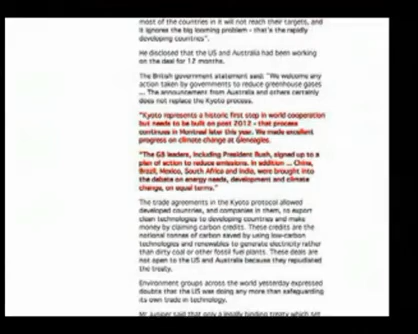 most of the countries in it will not reach their targets, and
it ignores the big looming problem - that's the rapidly
developing countries".
He disclosed that the US and Australia had been working
on the deal for 12 months.
The British government statement said: "We welcome any
action taken by governments to reduce greenhouse gases
... The announcement from Australia and others certainly
does not replace the Kyoto process.
"Kyoto represents a historic first step in world cooperation
but needs to be built on post 2012 - that process
continues in Montreal later this year. We made excellent
progress on climate change at Gleneagles.
"The G8 leaders, including President Bush, signed up to a
plan of action to reduce emissions. In addition ... China,
Brazil, Mexico, South Africa and India, were brought into
the debate on energy needs, development and climate
change, on equal terms."
The trade agreements in the Kyoto protocol allowed
developed countries, and companies in them, to export
clean technologies to developing countries and make
money by claiming carbon credits. These credits are the
notional tonnes of carbon saved by using low-carbon
technologies and renewables to generate electricity rather
than dirty coal or other fossil fuel plants. These deals are
not open to the US and Australia because they repudiated
the treaty.
Environment groups across the world yesterday expressed
doubts that the US was doing any more than safeguarding
its own trade in technology.
Mr Juniper said that only a legally binding treaty which set